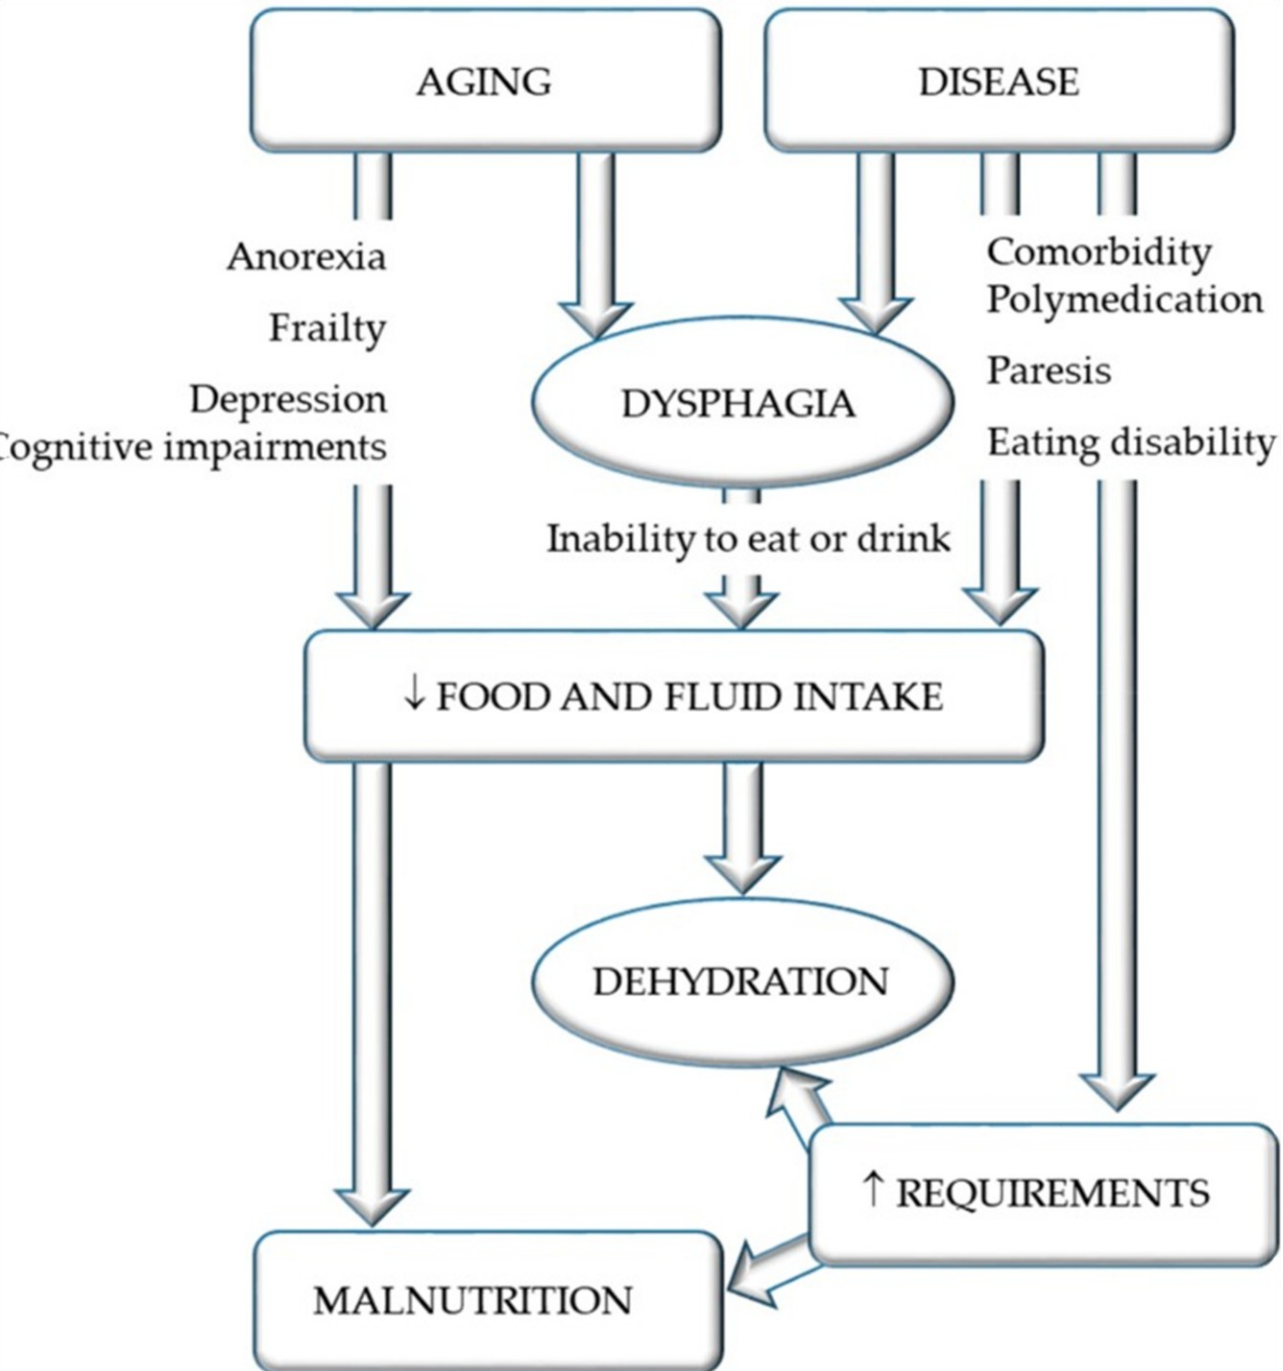 AGING
DISEASE
Anorexia
Frailty
Depression
Cognitive impairments
Comorbidity
Polymedication
Paresis
Eating disability
DYSPHAGIA
Inability to eat or drink
↓ FOOD AND FLUID INTAKE
DEHYDRATION
↑ REQUIREMENTS
MALNUTRITION